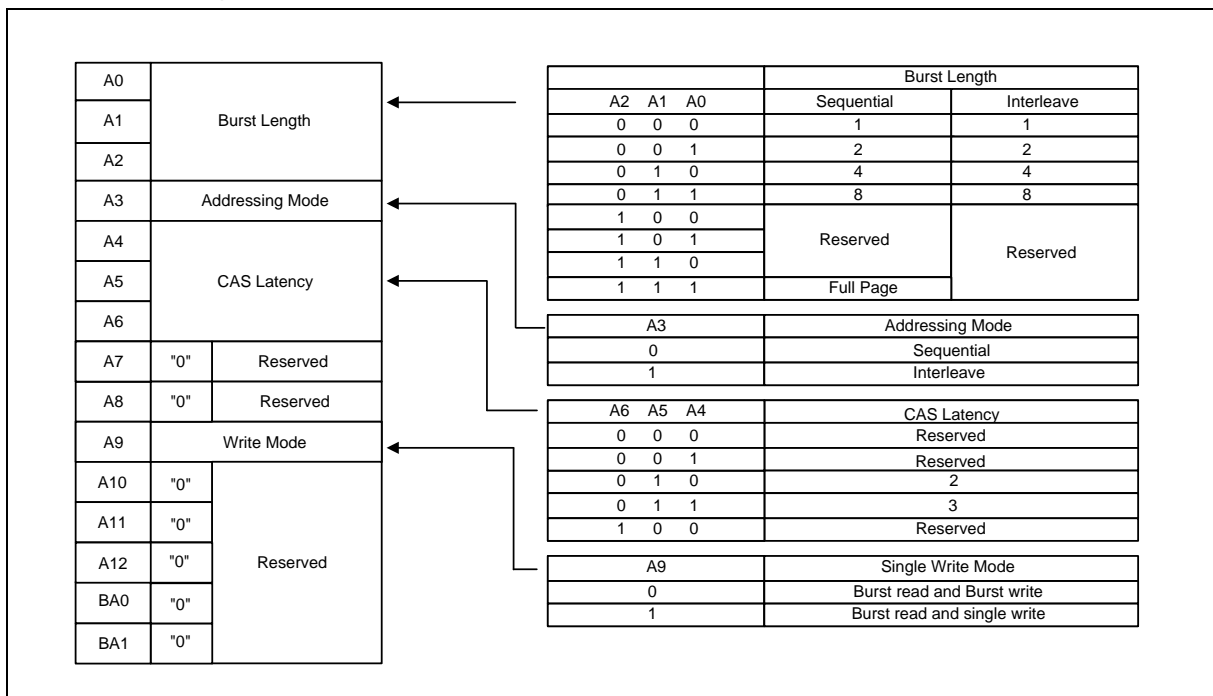 A0
A1
A2
Burst Length
A3
Addressing Mode
A4
A5
A6
CAS Latency
A7 "0" Reserved
A8 "0" Reserved
A9 Write Mode
A10 "0"
A11 "0"
A12 "0" Reserved
BA0 "0"
BA1 "0"
Burst Length
A2 A1 A0 Sequential Interleave
0 0 0 1 1
0 0 1 2 2
0 1 0 4 4
0 1 1 8 8
1 0 0
1 0 1 Reserved Reserved
1 1 0
1 1 1 Full Page
A3 Addressing Mode
0 Sequential
1 Interleave
A6 A5 A4 CAS Latency
0 0 0 Reserved
0 0 1 Reserved
0 1 0 2
0 1 1 3
1 0 0 Reserved
A9 Single Write Mode
0 Burst read and Burst write
1 Burst read and single write